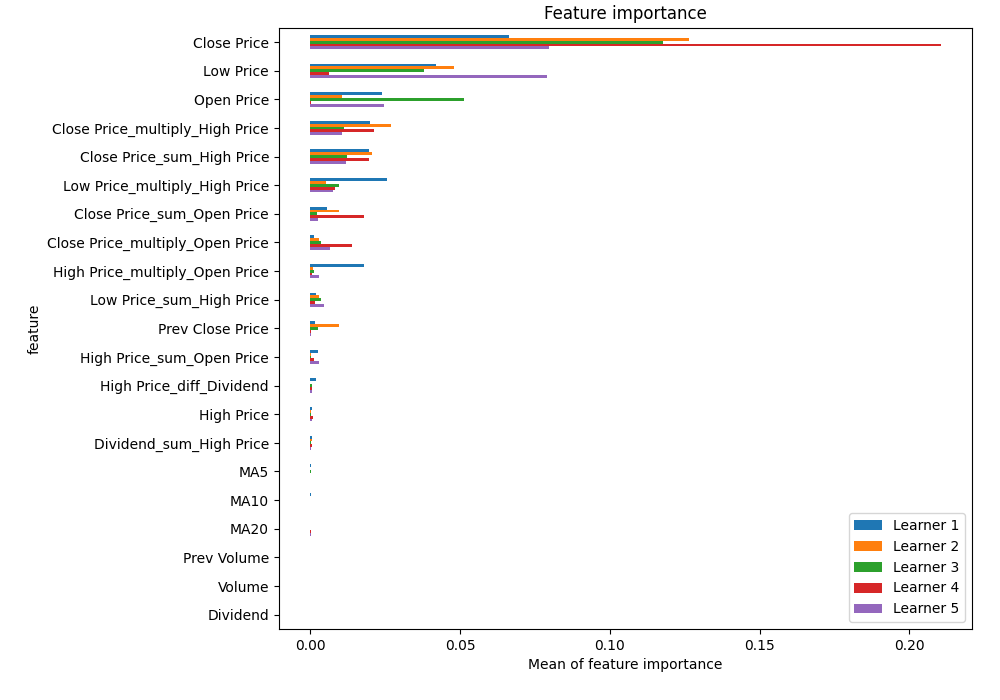 Feature importance
Close Price
Low Price
Open Price
Close Price_multiply_High Price
Close Price_sum_High Price
Low Price_multiply_High Price
Close Price_sum_Open Price
Close Price_multiply_Open Price
High Price_multiply_Open Price
Low Price_sum_High Price
Prev Close Price
High Price_sum_Open Price
High Price_diff_Dividend
High Price
Dividend_sum_High Price
MA5
MA10
MA20
Prev Volume
Volume
Dividend
feature
Learner 1
Learner 2
Learner 3
Learner 4
Learner 5
0.00 0.05 0.10 0.15 0.20
Mean of feature importance